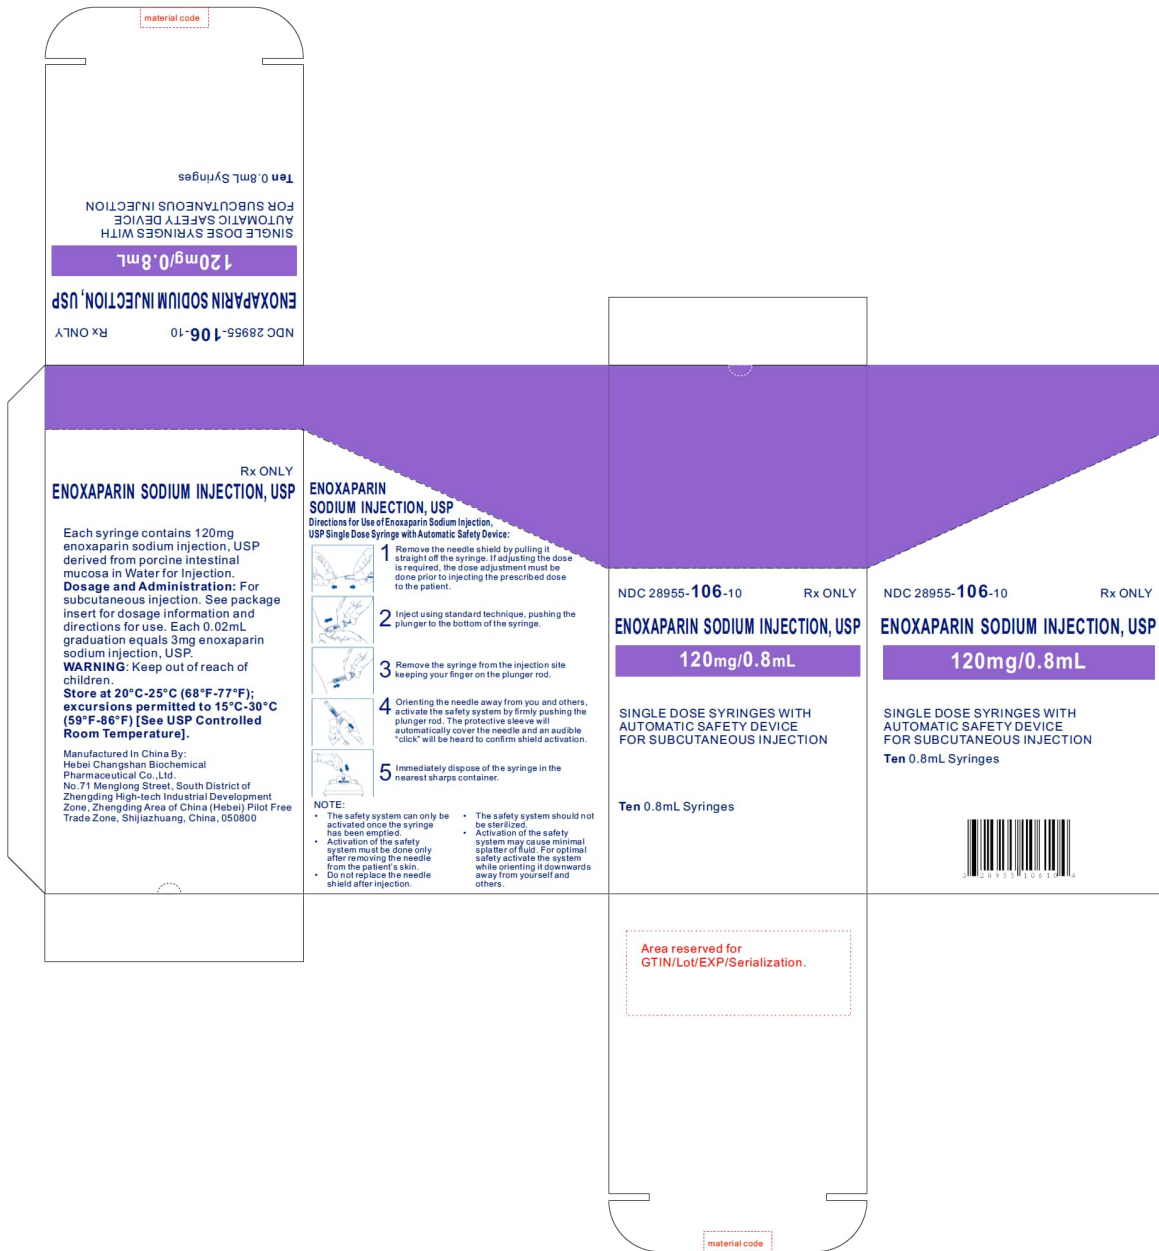 material code
Ten 0.8mL Syringes
FOR SUBCUTANEOUS INJECTION
AUTOMATIC SAFETY DEVICE
SINGLE DOSE SYRINGES WITH
120mg/0.8mL
ENOXAPARIN SODIUM INJECTION, USP
NDC 28955-106-10 Rx ONLY
Rx ONLY
ENOXAPARIN SODIUM INJECTION, USP
Each syringe contains 120mg
enoxaparin sodium injection, USP
derived from porcine intestinal
mucosa in Water for Injection.
Dosage and Administration: For
subcutaneous injection. See package
insert for dosage information and
directions for use. Each 0.02mL
graduation equals 3mg enoxaparin
sodium injection, USP.
WARNING: Keep out of reach of
children.
Store at 20°C-25°C (68°F-77°F);
excursions permitted to 15°C-30°C
(59°F-86°F) [See USP Controlled
Room Temperature].
Manufactured In China By:
Hebei Changshan Biochemical
Pharmaceutical Co.,Ltd.
No.71 Menglong Street, South District of
Zhengding High-tech Industrial Development
Zone, Zhengding Area of China (Hebei) Pilot Free
Trade Zone, Shijiazhuang, China, 050800
ENOXAPARIN
SODIUM INJECTION, USP
Directions for Use of Enoxaparin Sodium Injection,
USP Single Dose Syringe with Automatic Safety Device:
1 Remove the needle shield by pulling it
straight off the syringe. If adjusting the dose
is required, the dose adjustment must be
done prior to injecting the prescribed dose
to the patient.
2 Inject using standard technique, pushing the
plunger to the bottom of the syringe.
3 Remove the syringe from the injection site
keeping your finger on the plunger rod.
4 Orienting the needle away from you and others,
activate the safety system by firmly pushing the
plunger rod. The protective sleeve will
automatically cover the needle and an audible
"click" will be heard to confirm shield activation.
5 Immediately dispose of the syringe in the
nearest sharps container.
NOTE:
• The safety system can only be
activated once the syringe
has been emptied.
• Activation of the safety
system must be done only
after removing the needle
from the patient's skin.
• Do not replace the needle
shield after injection.
• The safety system should not
be sterilized.
• Activation of the safety
system may cause minimal
splatter of fluid. For optimal
safety activate the system
while orienting it downwards
away from yourself and
others.
NDC 28955-106-10 Rx ONLY
ENOXAPARIN SODIUM INJECTION, USP
120mg/0.8mL
SINGLE DOSE SYRINGES WITH
AUTOMATIC SAFETY DEVICE
FOR SUBCUTANEOUS INJECTION
Ten 0.8mL Syringes
NDC 28955-106-10 Rx ONLY
ENOXAPARIN SODIUM INJECTION, USP
120mg/0.8mL
SINGLE DOSE SYRINGES WITH
AUTOMATIC SAFETY DEVICE
FOR SUBCUTANEOUS INJECTION
Ten 0.8mL Syringes
0 28955 10610 4
Area reserved for
GTIN/Lot/EXP/Serialization.
material code